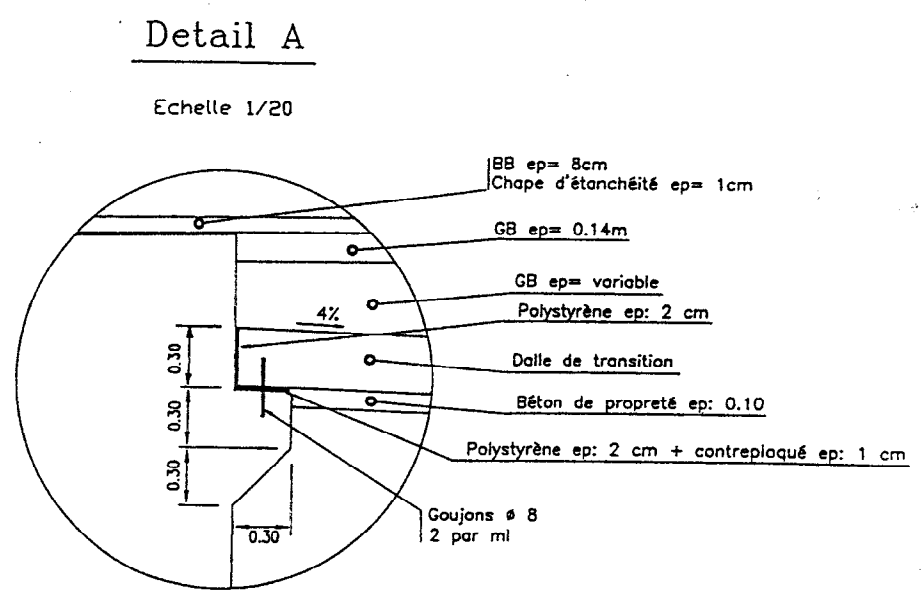 Detail A
Echelle 1/20
BB ep= 8cm
Chape d'étanchéité ep= 1cm
GB ep= 0.14m
GB ep= variable
4%
Polystyrène ep: 2 cm
0.30
Dalle de transition
0.30
Béton de propreté ep: 0.10
Polystyrène ep: 2 cm + contreplaqué ep: 1 cm
0.30
0.30
Goujons ø 8
2 par ml